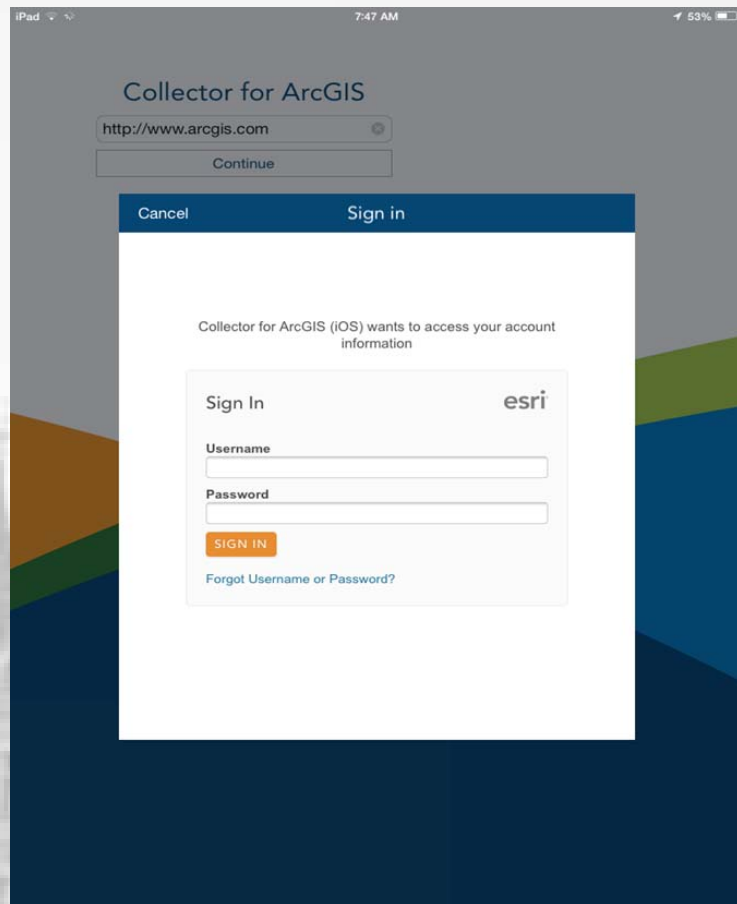 iPad 7:47 AM 53%
Collector for ArcGIS
http://www.arcgis.com
Continue
Cancel Sign in
Collector for ArcGIS (iOS) wants to access your account
information
Sign In esri
Username
Password
SIGN IN
Forgot Username or Password?